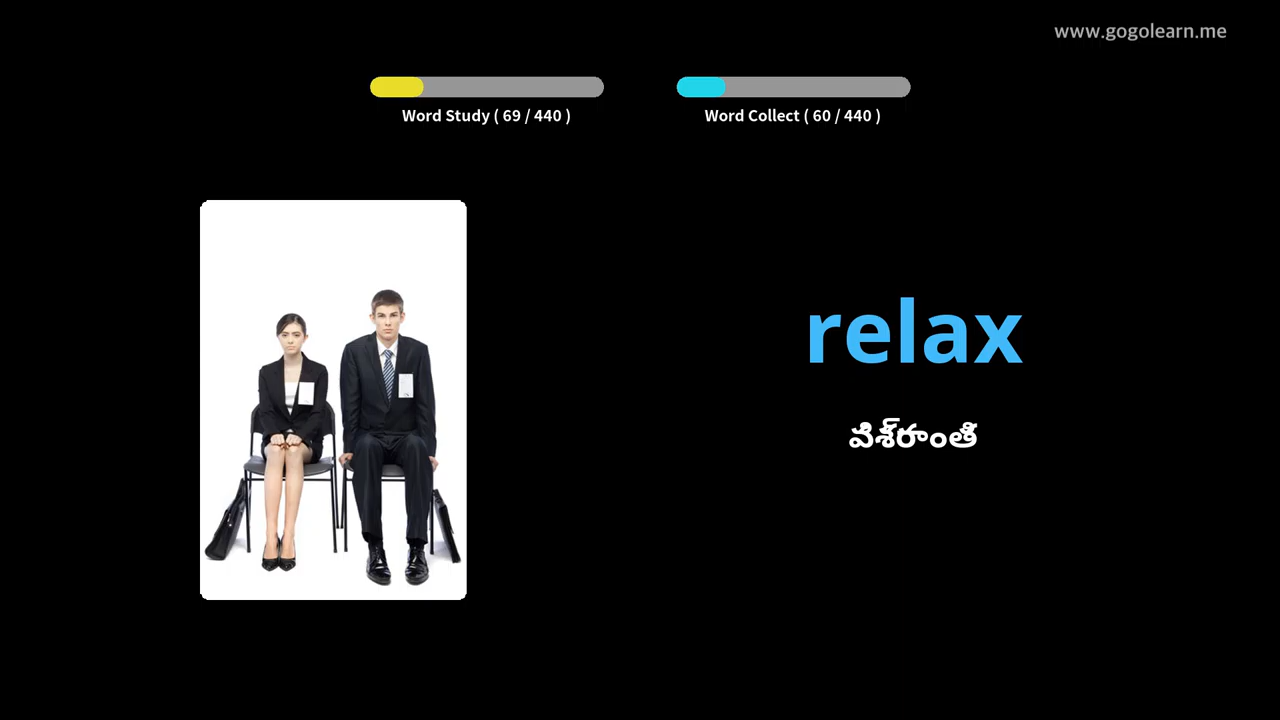 www.gogolearn.me
Word Study ( 69 / 440 )
Word Collect ( 60 / 440 )
relax
విశ్రాంతి